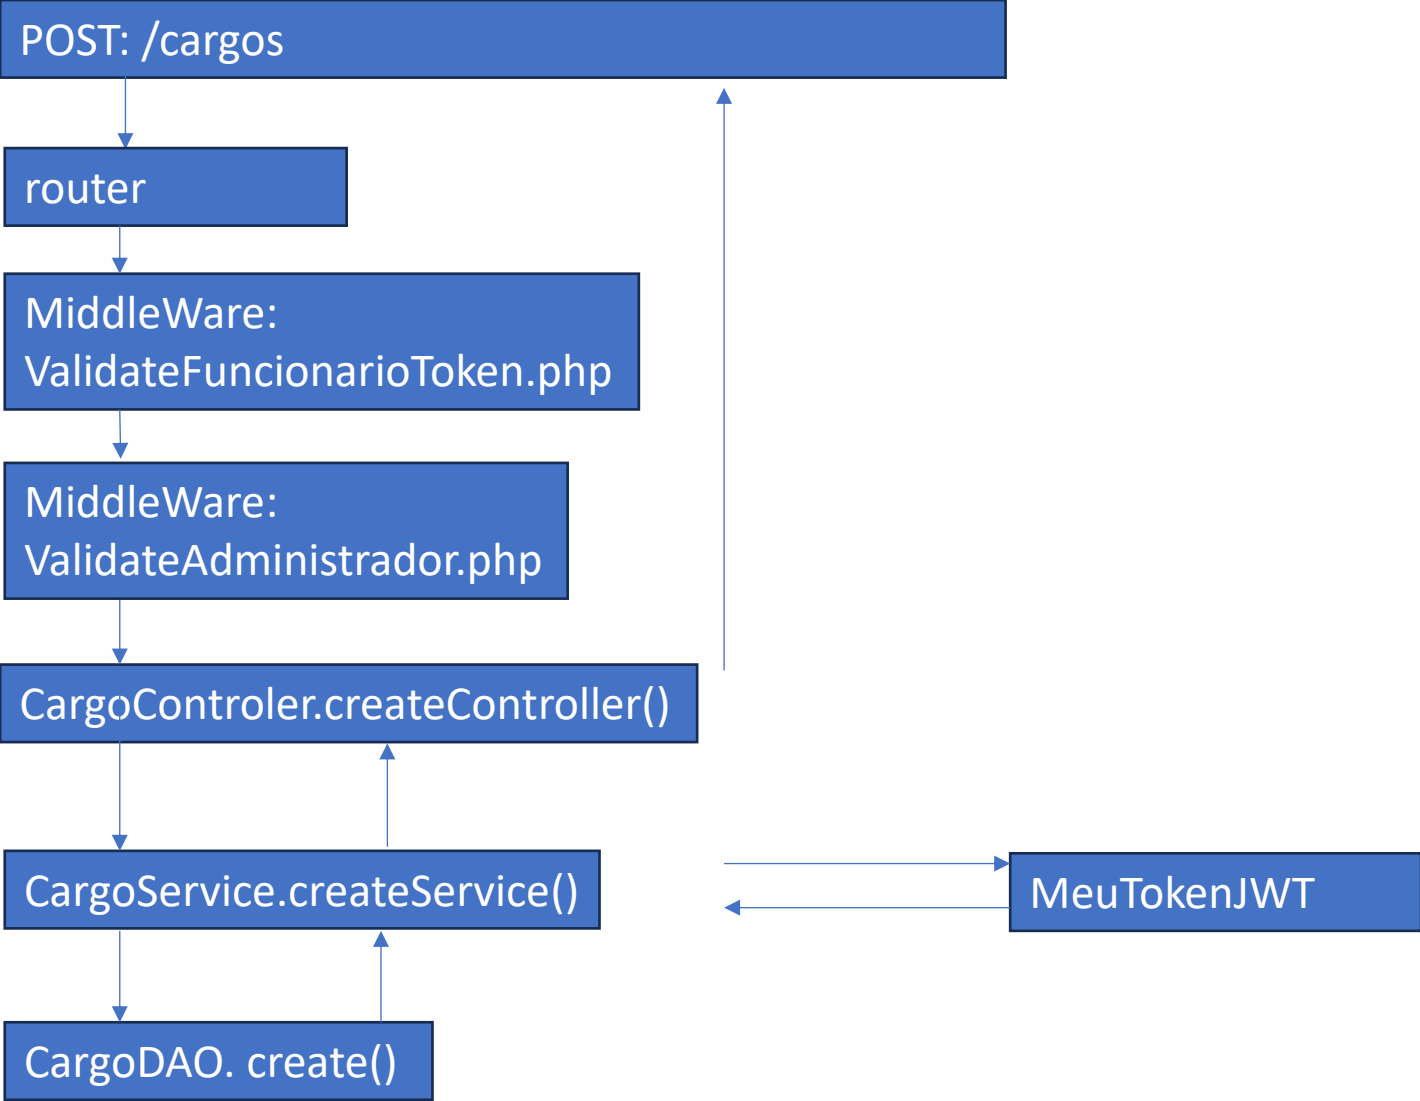 POST: /cargos
router
MiddleWare:
ValidateFuncionarioToken.php
MiddleWare:
ValidateAdministrador.php
CargoControler.createController()
CargoService.createService()
MeuTokenJWT
CargoDAO. create()